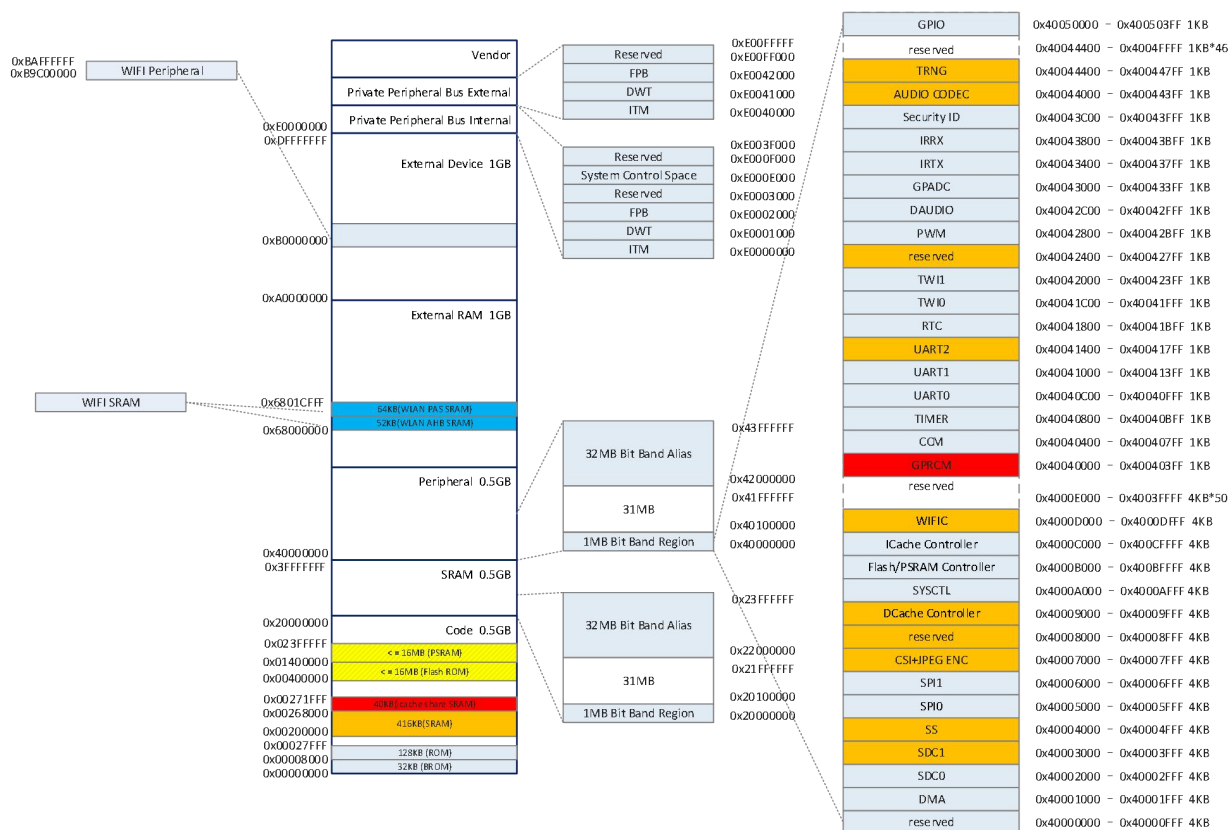 0xBAFFFFFF
0xB9C00000
WIFI Peripheral
WIFI SRAM
0xE0000000
0xDFFFFFFF
0xB0000000
0xA0000000
0x6801CFFF
0x68000000
0x40000000
0x3FFFFFFF
0x20000000
0x023FFFFF
0x01400000
0x00400000
0x00271FFF
0x00268000
0x00200000
0x00027FFF
0x00008000
0x00000000
Vendor
Private Peripheral Bus External
Private Peripheral Bus Internal
External Device 1GB
External RAM 1GB
64KB(WLAN PAS SRAM)
52KB(WLAN AHB SRAM)
Peripheral 0.5GB
SRAM 0.5GB
Code 0.5GB
<=16MB (PSRAM)
<=16MB (Flash ROM)
40KB(icache share SRAM)
416KB(SRAM)
128KB (ROM)
32KB (BROM)
Reserved
FPB
DWT
ITM
0xE00FFFFF
0xE00FF000
0xE0042000
0xE0041000
0xE0040000
Reserved
System Control Space
Reserved
FPB
DWT
ITM
0xE003F000
0xE000F000
0xE000E000
0xE0003000
0xE0002000
0xE0001000
0xE0000000
32MB Bit Band Alias
31MB
1MB Bit Band Region
0x43FFFFFF
0x42000000
0x41FFFFFF
0x40100000
0x40000000
32MB Bit Band Alias
31MB
1MB Bit Band Region
0x23FFFFFF
0x22000000
0x21FFFFFF
0x20100000
0x20000000
GPIO 0x40050000 - 0x400503FF 1KB
reserved 0x40044400 - 0x4004FFFF 1KB*46
TRNG 0x40044400 - 0x400447FF 1KB
AUDIO CODEC 0x40044000 - 0x400443FF 1KB
Security ID 0x40043C00 - 0x40043FFF 1KB
IRRX 0x40043800 - 0x40043BFF 1KB
IRTX 0x40043400 - 0x400437FF 1KB
GPADC 0x40043000 - 0x400433FF 1KB
DAUDIO 0x40042C00 - 0x40042FFF 1KB
PWM 0x40042800 - 0x40042BFF 1KB
reserved 0x40042400 - 0x400427FF 1KB
TWI1 0x40042000 - 0x400423FF 1KB
TWI0 0x40041C00 - 0x40041FFF 1KB
RTC 0x40041800 - 0x40041BFF 1KB
UART2 0x40041400 - 0x400417FF 1KB
UART1 0x40041000 - 0x400413FF 1KB
UART0 0x40040C00 - 0x40040FFF 1KB
TIMER 0x40040800 - 0x40040BFF 1KB
CCM 0x40040400 - 0x400407FF 1KB
GPRCM 0x40040000 - 0x400403FF 1KB
reserved 0x4000E000 - 0x4003FFFF 4KB*50
WIFIC 0x4000D000 - 0x4000DFFF 4KB
ICache Controller 0x4000C000 - 0x400CFFFF 4KB
Flash/PSRAM Controller 0x4000B000 - 0x400BFFFF 4KB
SYSCTL 0x4000A000 - 0x4000AFFF 4KB
DCache Controller 0x40009000 - 0x40009FFF 4KB
reserved 0x40008000 - 0x40008FFF 4KB
CSI+JPEG ENC 0x40007000 - 0x40007FFF 4KB
SPI1 0x40006000 - 0x40006FFF 4KB
SPI0 0x40005000 - 0x40005FFF 4KB
SS 0x40004000 - 0x40004FFF 4KB
SDC1 0x40003000 - 0x40003FFF 4KB
SDC0 0x40002000 - 0x40002FFF 4KB
DMA 0x40001000 - 0x40001FFF 4KB
reserved 0x40000000 - 0x40000FFF 4KB